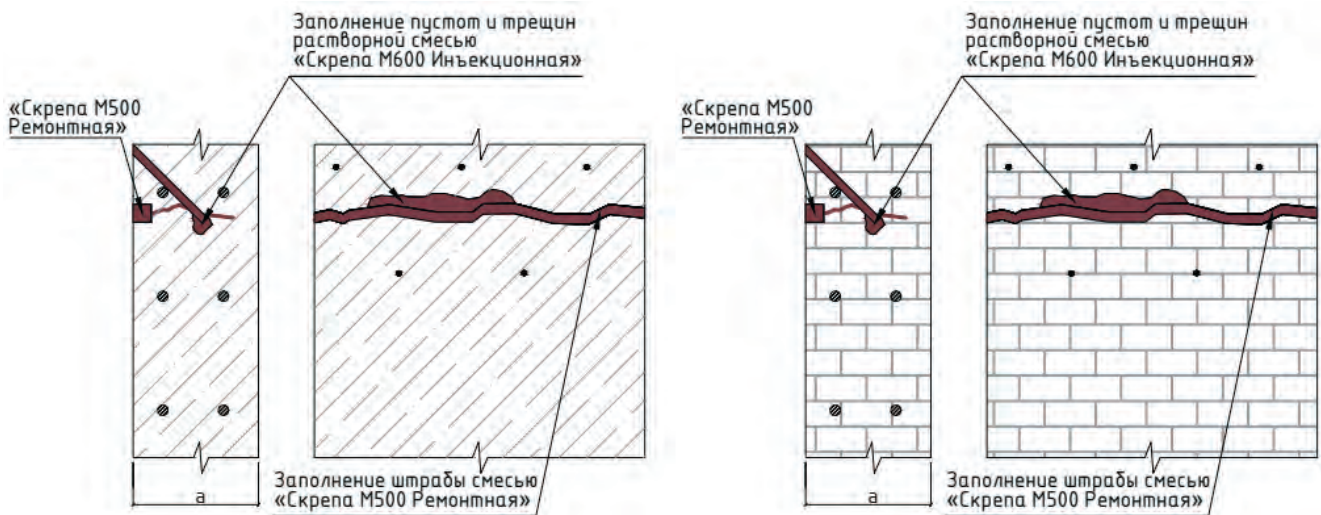 Заполнение пустот и трещин
растворной смесью
«Скрепа М600 Инъекционная»
«Скрепа М500
Ремонтная»
Заполнение штрабы смесью
«Скрепа М500 Ремонтная»
а
Заполнение пустот и трещин
растворной смесью
«Скрепа М600 Инъекционная»
«Скрепа М500
Ремонтная»
Заполнение штрабы смесью
«Скрепа М500 Ремонтная»
а